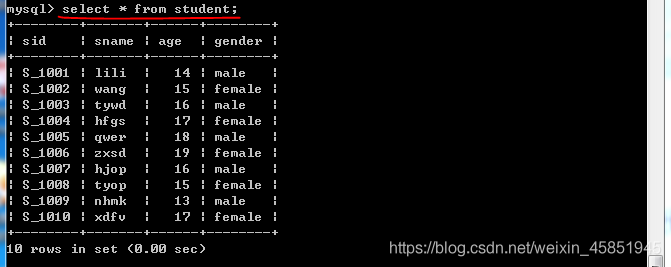 mysql> select * from student;
+--------+-------+------+--------+
| sid | sname | age | gender |
+--------+-------+------+--------+
| S_1001 | lili | 14 | male |
| S_1002 | wang | 15 | female |
| S_1003 | tywd | 16 | male |
| S_1004 | hfgs | 17 | female |
| S_1005 | qwer | 18 | male |
| S_1006 | zxsd | 19 | female |
| S_1007 | hjop | 16 | male |
| S_1008 | tyop | 15 | female |
| S_1009 | nhmk | 13 | male |
| S_1010 | xdfv | 17 | female |
+--------+-------+------+--------+
10 rows in set (0.00 sec)
https://blog.csdn.net/weixin_45851945